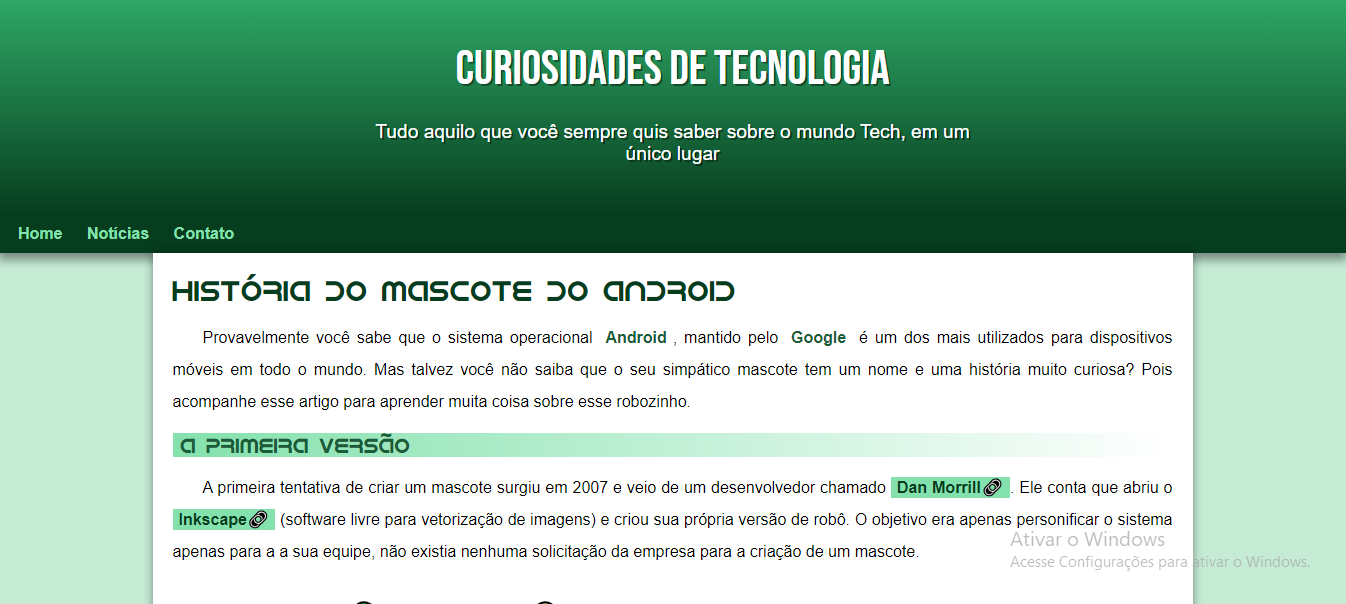 CURIOSIDADES DE TECNOLOGIA
Tudo aquilo que você sempre quis saber sobre o mundo Tech, em um
único lugar
Home Notícias Contato
HISTÓRIA DO MASCOTE DO ANDROID
Provavelmente você sabe que o sistema operacional Android , mantido pelo Google é um dos mais utilizados para dispositivos
móveis em todo o mundo. Mas talvez você não saiba que o seu simpático mascote tem um nome e uma história muito curiosa? Pois
acompanhe esse artigo para aprender muita coisa sobre esse robozinho.
A PRIMEIRA VERSÃO
A primeira tentativa de criar um mascote surgiu em 2007 e veio de um desenvolvedor chamado Dan Morrill. Ele conta que abriu o
Inkscape (software livre para vetorização de imagens) e criou sua própria versão de robô. O objetivo era apenas personificar o sistema
apenas para a a sua equipe, não existia nenhuma solicitação da empresa para a criação de um mascote.
Ativar o Windows
Acesse Configurações para ativar o Windows.